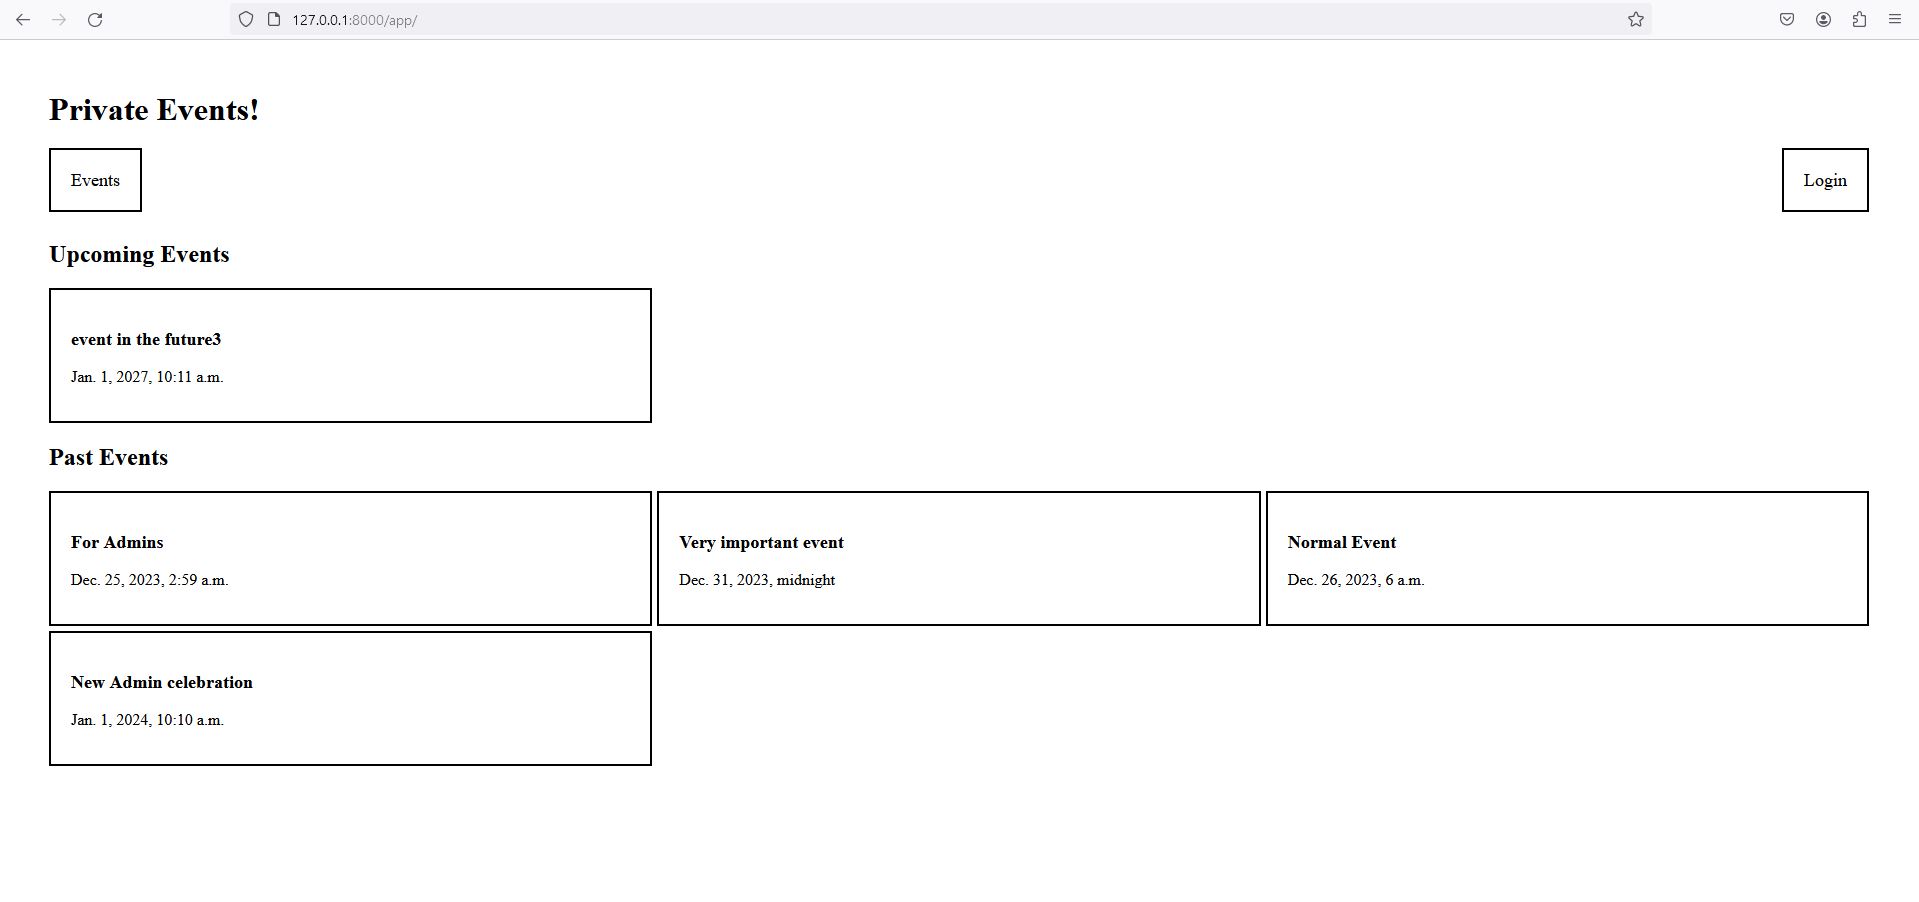 127.0.0.1:8000/app/
Private Events!
Events
Login
Upcoming Events
event in the future3
Jan. 1, 2027, 10:11 a.m.
Past Events
For Admins
Dec. 25, 2023, 2:59 a.m.
Very important event
Dec. 31, 2023, midnight
Normal Event
Dec. 26, 2023, 6 a.m.
New Admin celebration
Jan. 1, 2024, 10:10 a.m.